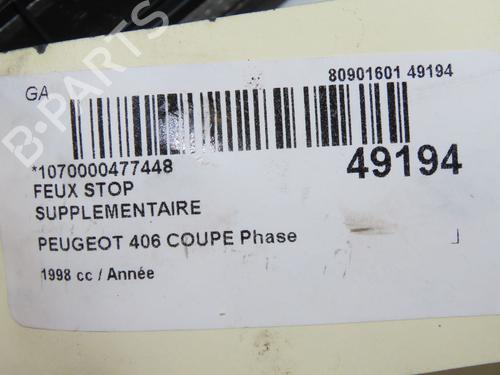 B-PARTS
GA
80901601 49194
*1070000477448
49194
FEUX STOP
SUPPLEMENTAIRE
PEUGEOT 406 COUPE Phase
1998 cc / Année